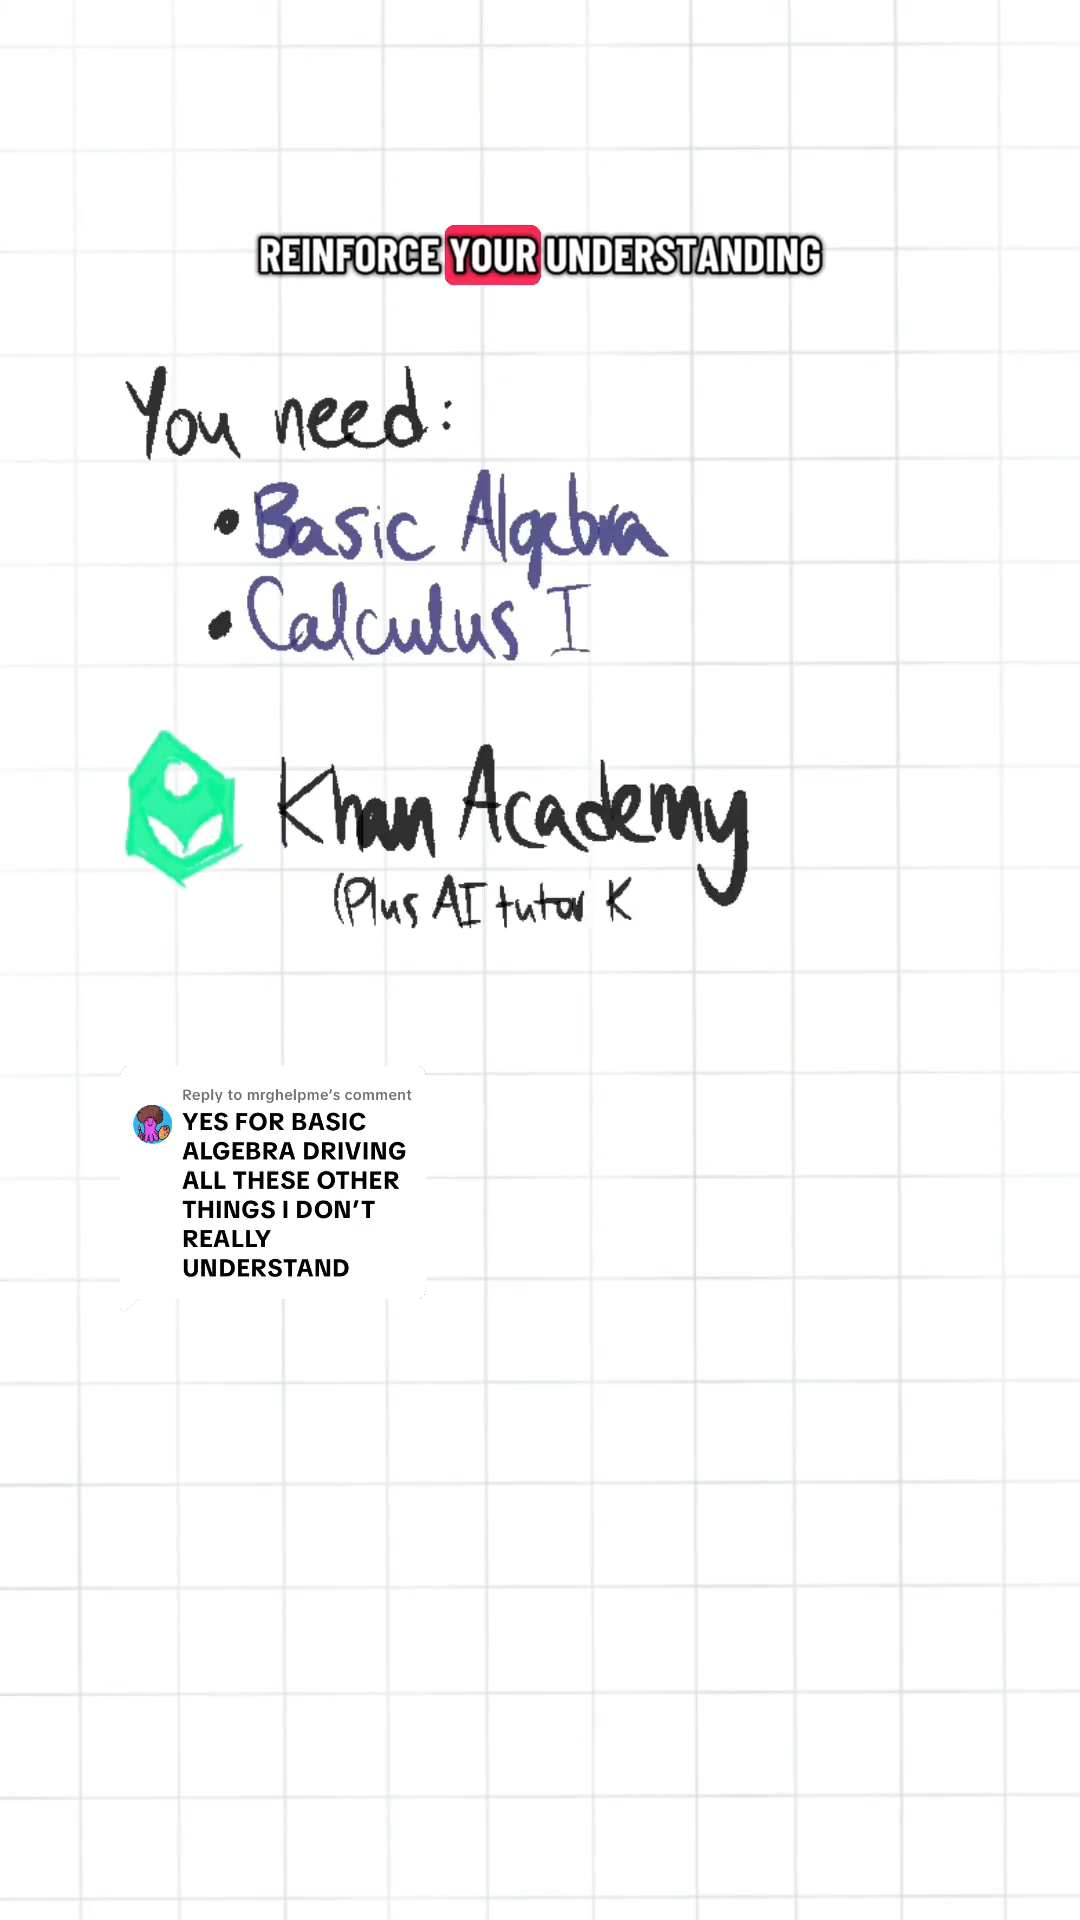 REINFORCE YOUR UNDERSTANDING
You need:
• Basic Algebra
• Calculus I
Khan Academy
(Plus AI tutor K
Reply to mrghelpme's comment
YES FOR BASIC
ALGEBRA DRIVING
ALL THESE OTHER
THINGS I DON'T
REALLY
UNDERSTAND